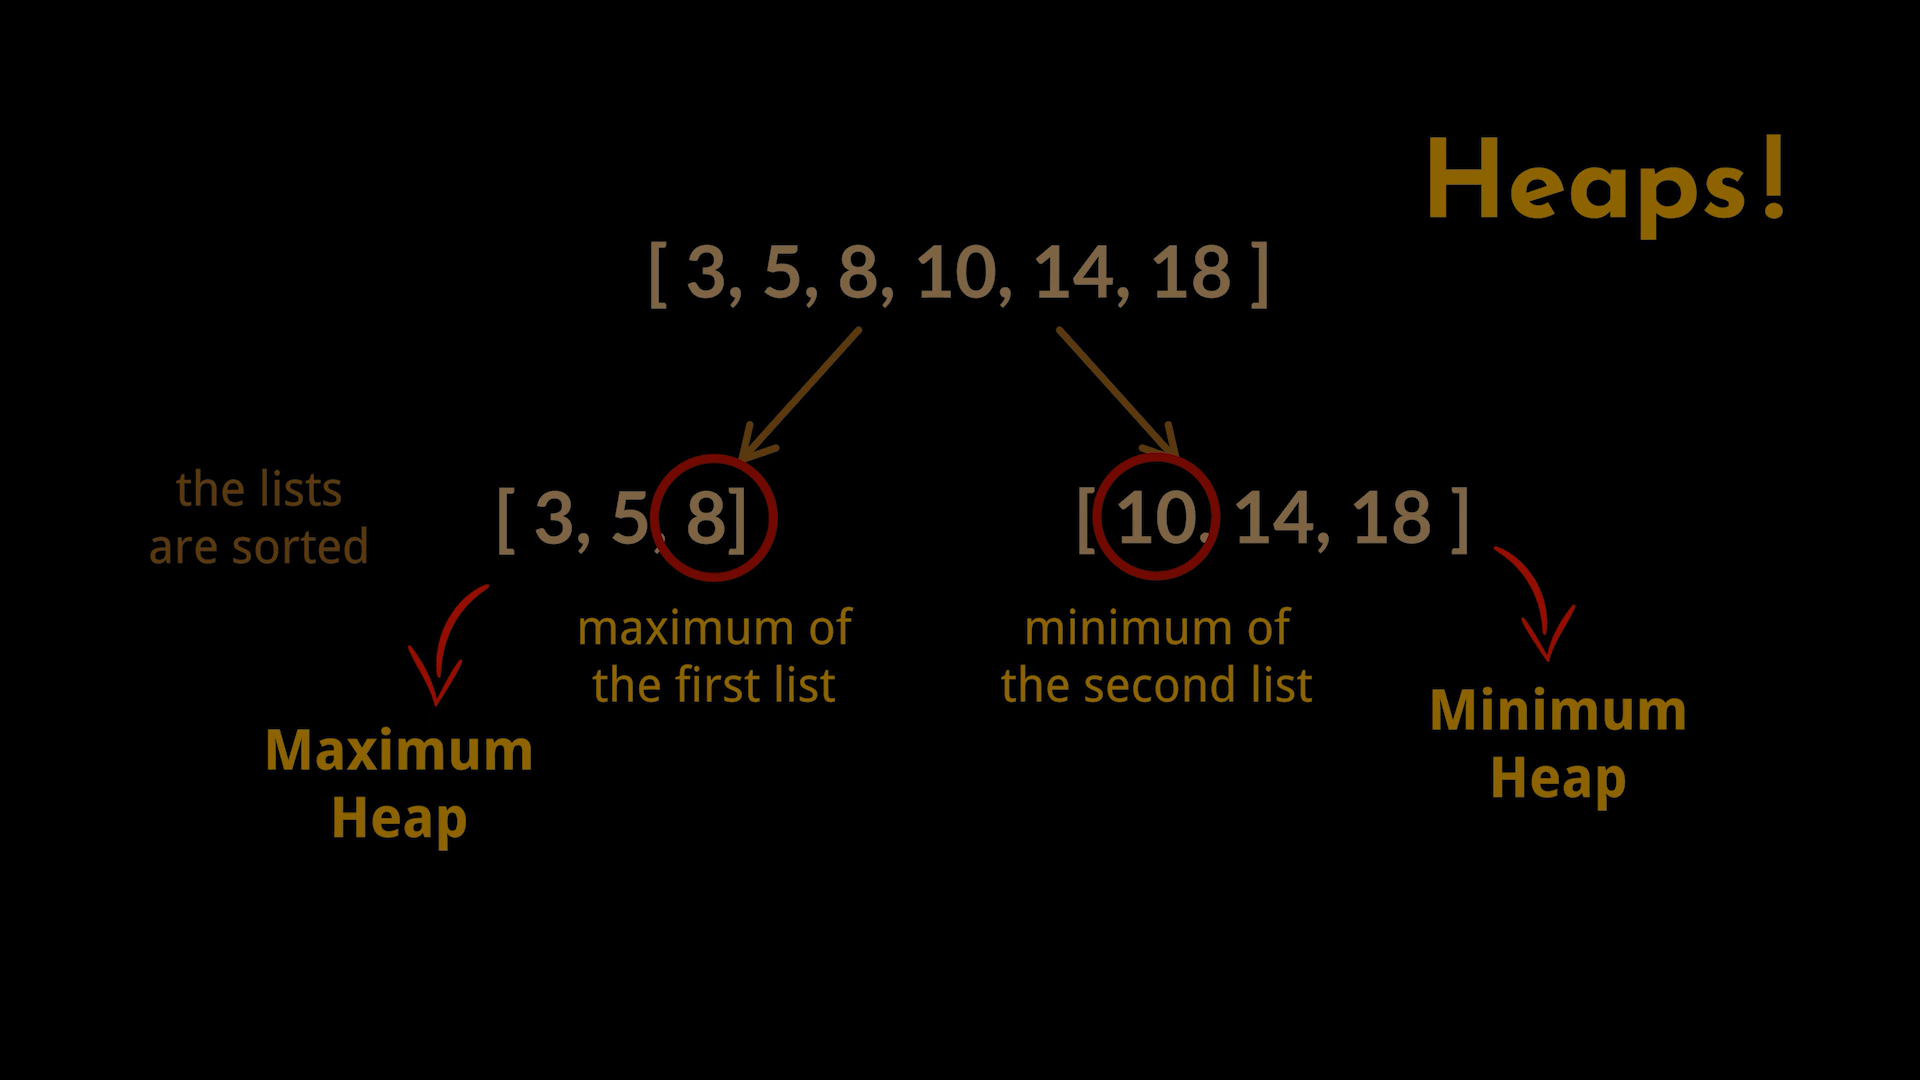 Heaps!
[ 3, 5, 8, 10, 14, 18 ]
the lists
are sorted
[ 3, 5, 8]
[ 10, 14, 18 ]
maximum of
the first list
minimum of
the second list
Maximum
Heap
Minimum
Heap